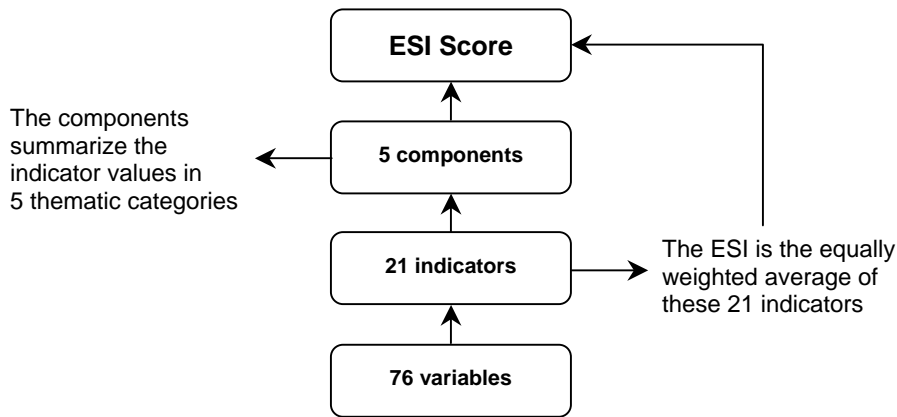 ESI Score
The components
summarize the
indicator values in
5 thematic categories
5 components
21 indicators
The ESI is the equally
weighted average of
these 21 indicators
76 variables